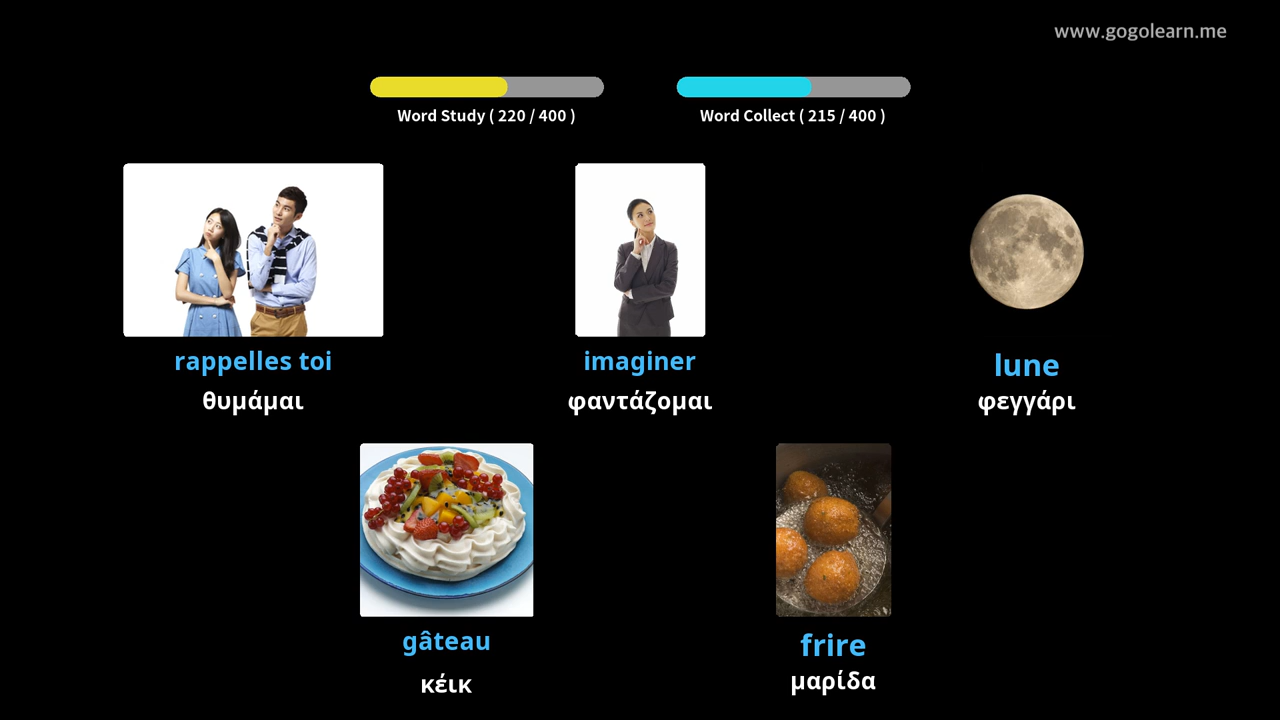 www.gogolearn.me
Word Study ( 220 / 400 )
Word Collect ( 215 / 400 )
rappelles toi
θυμάμαι
imaginer
φαντάζομαι
lune
φεγγάρι
gâteau
κέικ
frire
μαρίδα